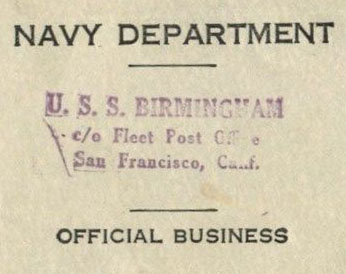 NAVY DEPARTMENT
U. S. S. BIRMINGHAM
c/o Fleet Post Office
San Francisco, Calif.
OFFICIAL BUSINESS